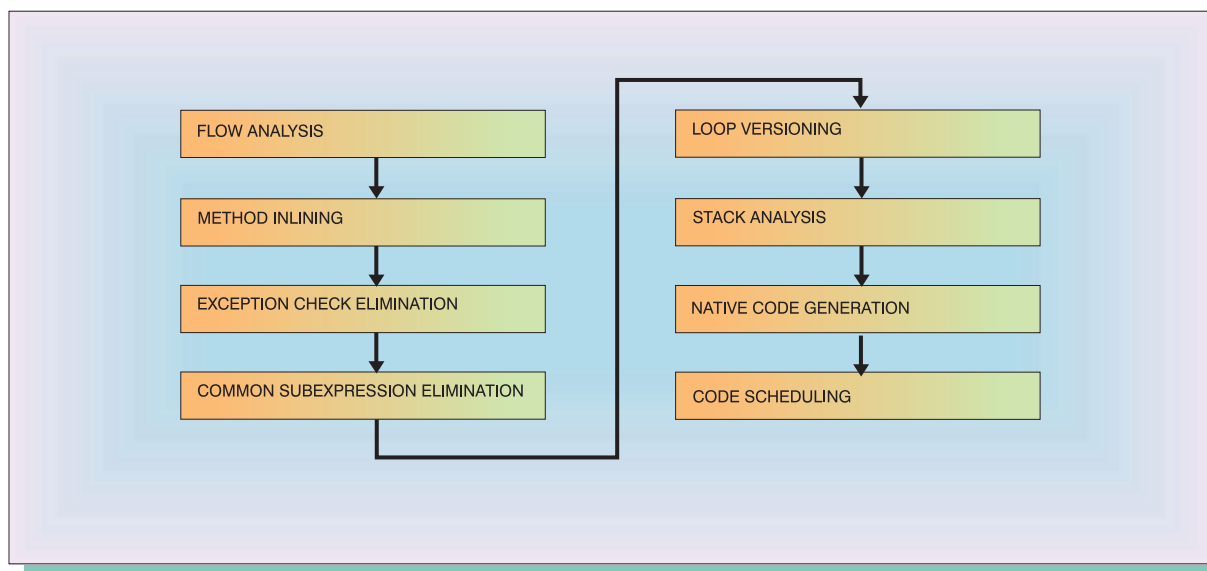 FLOW ANALYSIS
METHOD INLINING
EXCEPTION CHECK ELIMINATION
COMMON SUBEXPRESSION ELIMINATION
LOOP VERSIONING
STACK ANALYSIS
NATIVE CODE GENERATION
CODE SCHEDULING